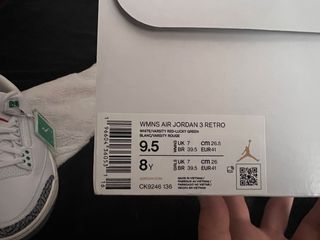 WMNS AIR JORDAN 3 RETRO
WHITE/VARSITY RED-LUCKY GREEN
BLANC/VARSITY ROUGE
9.5 WMNS UK 7 cm 26.5
BR 39.5 EUR 41
8Y UK 7 cm 26
BR 39.5 EUR 41
CK9246 136